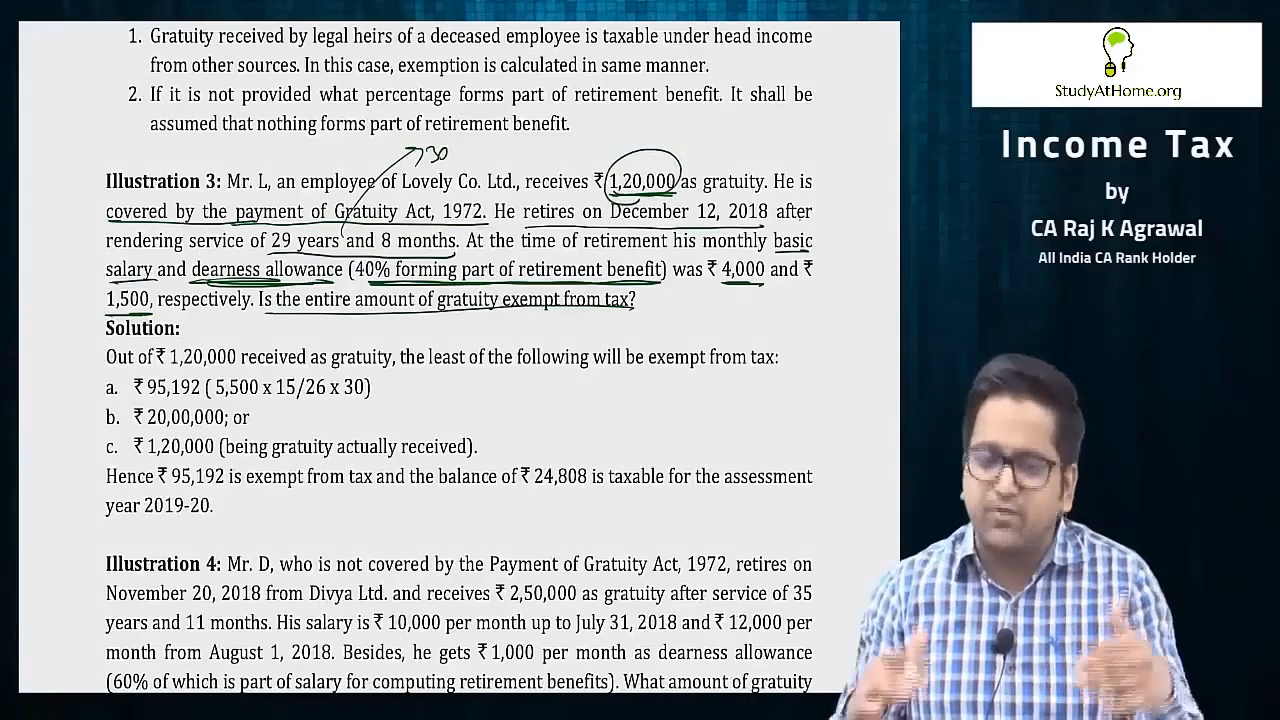 1. Gratuity received by legal heirs of a deceased employee is taxable under head income
from other sources. In this case, exemption is calculated in same manner.
2. If it is not provided what percentage forms part of retirement benefit. It shall be
assumed that nothing forms part of retirement benefit.
30
Illustration 3: Mr. L, an employee of Lovely Co. Ltd., receives ₹ 1,20,000 as gratuity. He is
covered by the payment of Gratuity Act, 1972. He retires on December 12, 2018 after
rendering service of 29 years and 8 months. At the time of retirement his monthly basic
salary and dearness allowance (40% forming part of retirement benefit) was ₹ 4,000 and ₹
1,500, respectively. Is the entire amount of gratuity exempt from tax?
Solution:
Out of ₹ 1,20,000 received as gratuity, the least of the following will be exempt from tax:
a. ₹ 95,192 ( 5,500 x 15/26 x 30)
b. ₹ 20,00,000; or
c. ₹ 1,20,000 (being gratuity actually received).
Hence ₹ 95,192 is exempt from tax and the balance of ₹ 24,808 is taxable for the assessment
year 2019-20.
Illustration 4: Mr. D, who is not covered by the Payment of Gratuity Act, 1972, retires on
November 20, 2018 from Divya Ltd. and receives ₹ 2,50,000 as gratuity after service of 35
years and 11 months. His salary is ₹ 10,000 per month up to July 31, 2018 and ₹ 12,000 per
month from August 1, 2018. Besides, he gets ₹ 1,000 per month as dearness allowance
(60% of which is part of salary for computing retirement benefits). What amount of gratuity
StudyAtHome.org
Income Tax
by
CA Raj K Agrawal
All India CA Rank Holder